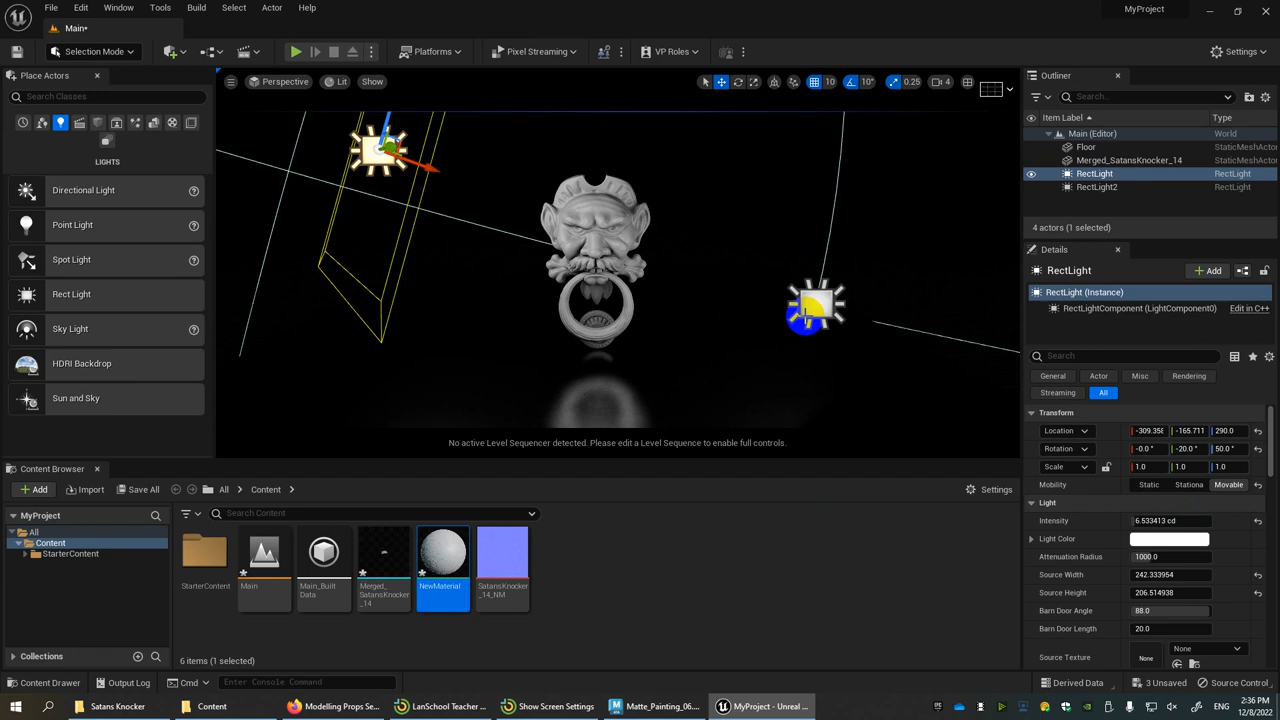 File Edit Window Tools Build Select Actor Help
MyProject
Main*
Selection Mode
Platforms
Pixel Streaming
VP Roles
Settings
Place Actors
Search Classes
LIGHTS
Directional Light
Point Light
Spot Light
Rect Light
Sky Light
HDRI Backdrop
Sun and Sky
Perspective Lit Show
10 10° 0.25 4
No active Level Sequencer detected. Please edit a Level Sequence to enable full controls.
Outliner
Search...
Item Label Type
Main (Editor) World
Floor StaticMeshActor
Merged_SatansKnocker_14 StaticMeshActo
RectLight RectLight
RectLight2 RectLight
4 actors (1 selected)
Details
RectLight
Add
RectLight (Instance)
RectLightComponent (LightComponent0) Edit in C++
Search
General Actor Misc Rendering
Streaming All
Transform
Location -309.358 -165.711 290.0
Rotation -0.0 ° -20.0 ° 50.0 °
Scale 1.0 1.0 1.0
Mobility Static Stationa Movable
Light
Intensity 6.533413 cd
Light Color
Attenuation Radius 1000.0
Source Width 242.333954
Source Height 206.514938
Barn Door Angle 88.0
Barn Door Length 20.0
Source Texture None None
Content Browser
Add Import Save All All Content Settings
MyProject
All
Content
StarterContent
Collections
Search Content
StarterContent
Main
Main_Built Data
Merged_ SatansKnocker _14
NewMaterial
SatansKnocker _14_NM
6 items (1 selected)
Content Drawer Output Log Cmd Enter Console Command Derived Data 3 Unsaved Source Control
Satans Knocker Content Modelling Props Se... LanSchool Teacher ... Show Screen Settings Matte_Painting_06.... MyProject - Unreal ...
2:36 PM
12/8/2022